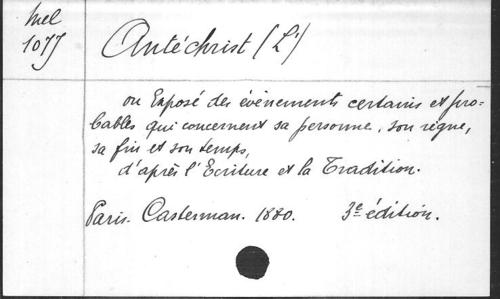 Mel
1077
Antéchrist (L')
ou Exposé des évènements certains et pro-
bables qui concernent sa personne, son règne,
sa fin et son temps,
d'après l'Ecriture et la Tradition.
Paris. Casterman. 1880. 3e édition.